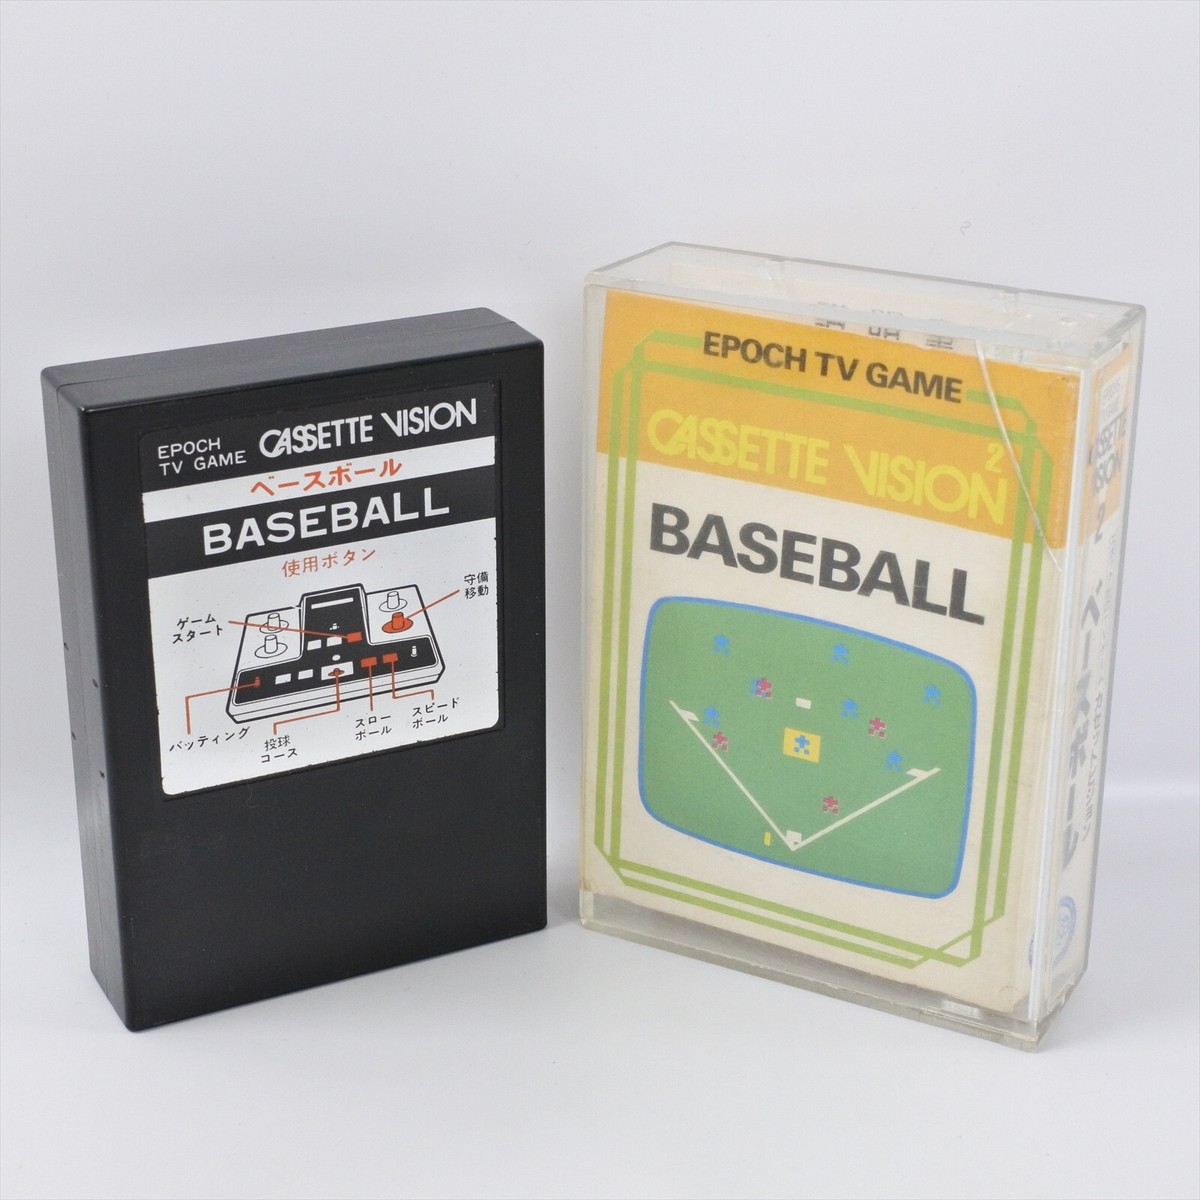 EPOCH
TV GAME
CASSETTE VISION
ベースボール
BASEBALL
使用ボタン
守備
移動
ゲーム
スタート
バッティング
投球
コース
スロー
ボール
スピード
ボール
EPOCH TV GAME
CASSETTE VISION
2
BASEBALL
CASSETTE
VISION
2
ベースボール